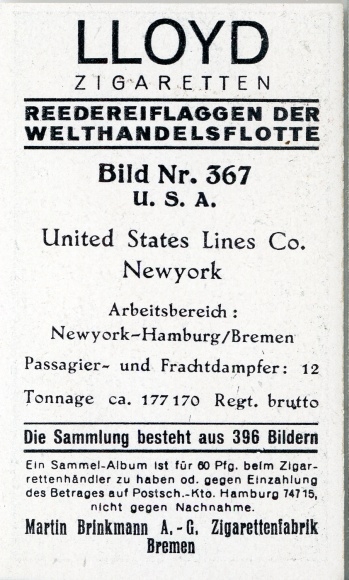 LLOYD
ZIGARETTEN
REEDEREIFLAGGEN DER
WELTHANDELSFLOTTE
Bild Nr. 367
U. S. A.
United States Lines Co.
Newyork
Arbeitsbereich :
Newyork-Hamburg/Bremen
Passagier- und Frachtdampfer: 12
Tonnage ca. 177170 Regt. brutto
Die Sammlung besteht aus 396 Bildern
Ein Sammel-Album ist für 60 Pfg. beim Zigar-
rettenhändler zu haben od. gegen Einzahlung
des Betrages auf Postsch.-Kto. Hamburg 74715,
nicht gegen Nachnahme.
Martin Brinkmann A.-G. Zigarettenfabrik
Bremen